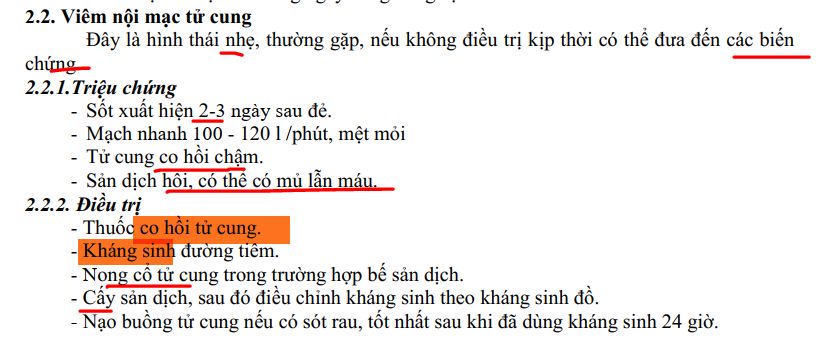 2.2. Viêm nội mạc tử cung
Đây là hình thái nhẹ, thường gặp, nếu không điều trị kịp thời có thể đưa đến các biến
chứng
2.2.1.Triệu chứng
- Sốt xuất hiện 2-3 ngày sau đẻ.
- Mạch nhanh 100 - 120 l /phút, mệt mỏi
- Tử cung co hồi chậm.
- Sản dịch hôi, có thể có mủ lẫn máu.
2.2.2. Điều trị
- Thuốc co hồi tử cung.
- Kháng sinh đường tiêm.
- Nong cổ tử cung trong trường hợp bế sản dịch.
- Cấy sản dịch, sau đó điều chỉnh kháng sinh theo kháng sinh đồ.
- Nạo buồng tử cung nếu có sót rau, tốt nhất sau khi đã dùng kháng sinh 24 giờ.